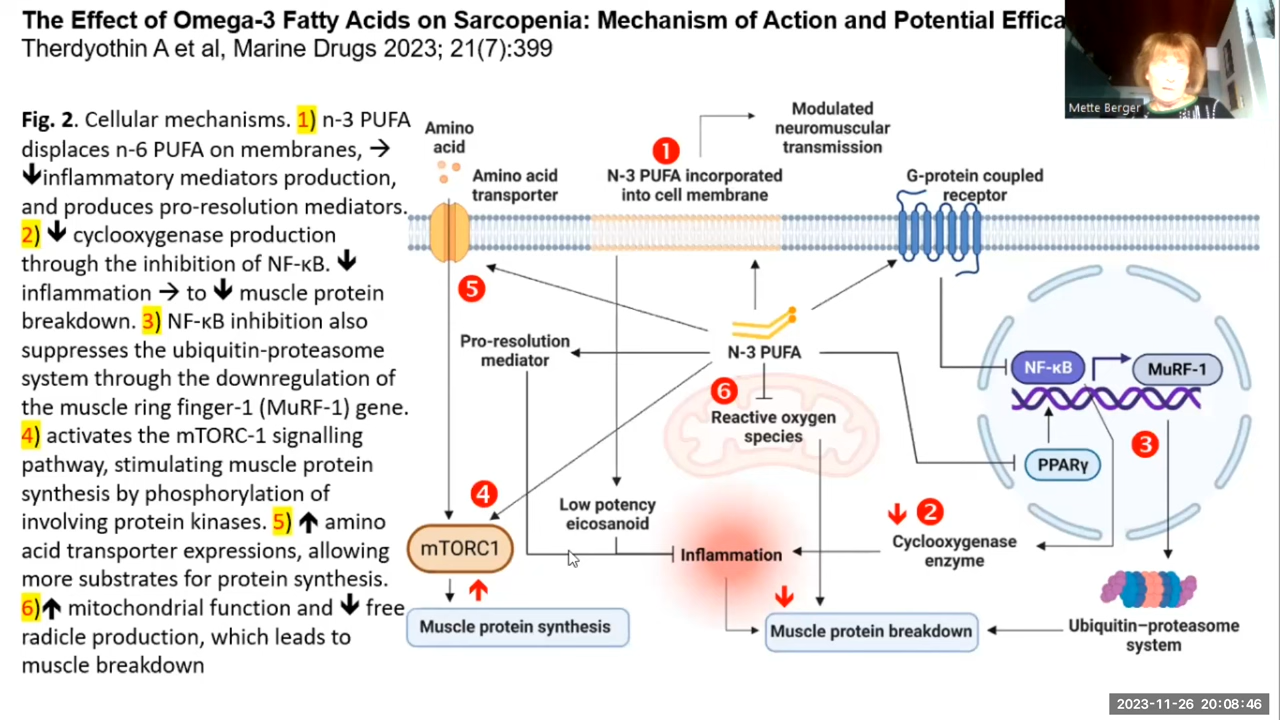 The Effect of Omega-3 Fatty Acids on Sarcopenia: Mechanism of Action and Potential Effica
Therdyothin A et al, Marine Drugs 2023; 21(7):399
Mette Berger
Fig. 2. Cellular mechanisms. 1) n-3 PUFA
displaces n-6 PUFA on membranes, →
↓inflammatory mediators production,
and produces pro-resolution mediators.
2) ↓ cyclooxygenase production
through the inhibition of NF-κB. ↓
inflammation → to ↓ muscle protein
breakdown. 3) NF-κB inhibition also
suppresses the ubiquitin-proteasome
system through the downregulation of
the muscle ring finger-1 (MuRF-1) gene.
4) activates the mTORC-1 signalling
pathway, stimulating muscle protein
synthesis by phosphorylation of
involving protein kinases. 5) ↑ amino
acid transporter expressions, allowing
more substrates for protein synthesis.
6)↑ mitochondrial function and ↓ free
radicle production, which leads to
muscle breakdown
Amino
acid
Amino acid
transporter
1
N-3 PUFA incorporated
into cell membrane
Modulated
neuromuscular
transmission
G-protein coupled
receptor
5
Pro-resolution
mediator
N-3 PUFA
6
Reactive oxygen
species
NF-κB
MuRF-1
PPARγ
3
4
mTORC1
Low potency
eicosanoid
Inflammation
↓ 2
Cyclooxygenase
enzyme
Muscle protein synthesis
Muscle protein breakdown
Ubiquitin–proteasome
system
2023-11-26 20:08:46